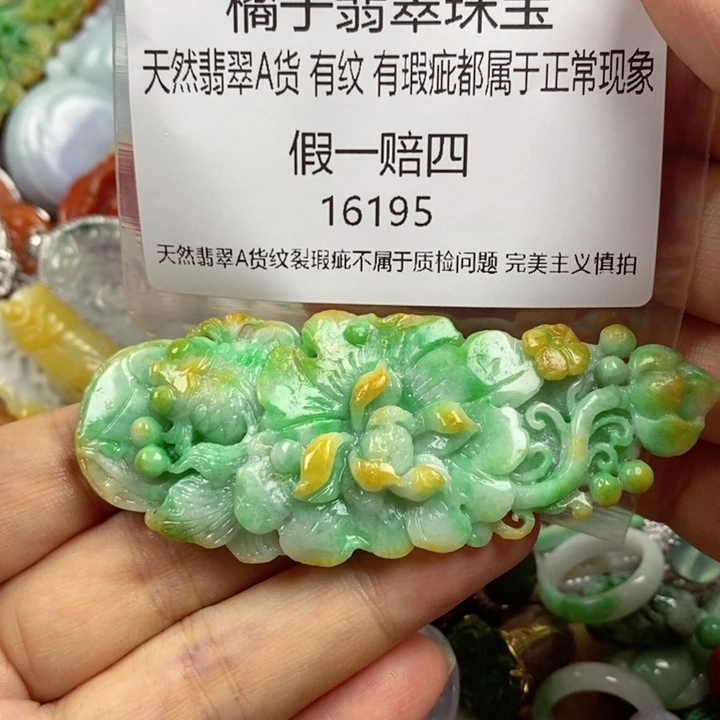 橘子翡翠珠宝
天然翡翠A货 有纹 有瑕疵都属于正常现象
假一赔四
16195
天然翡翠A货纹裂瑕疵不属于质检问题 完美主义慎拍